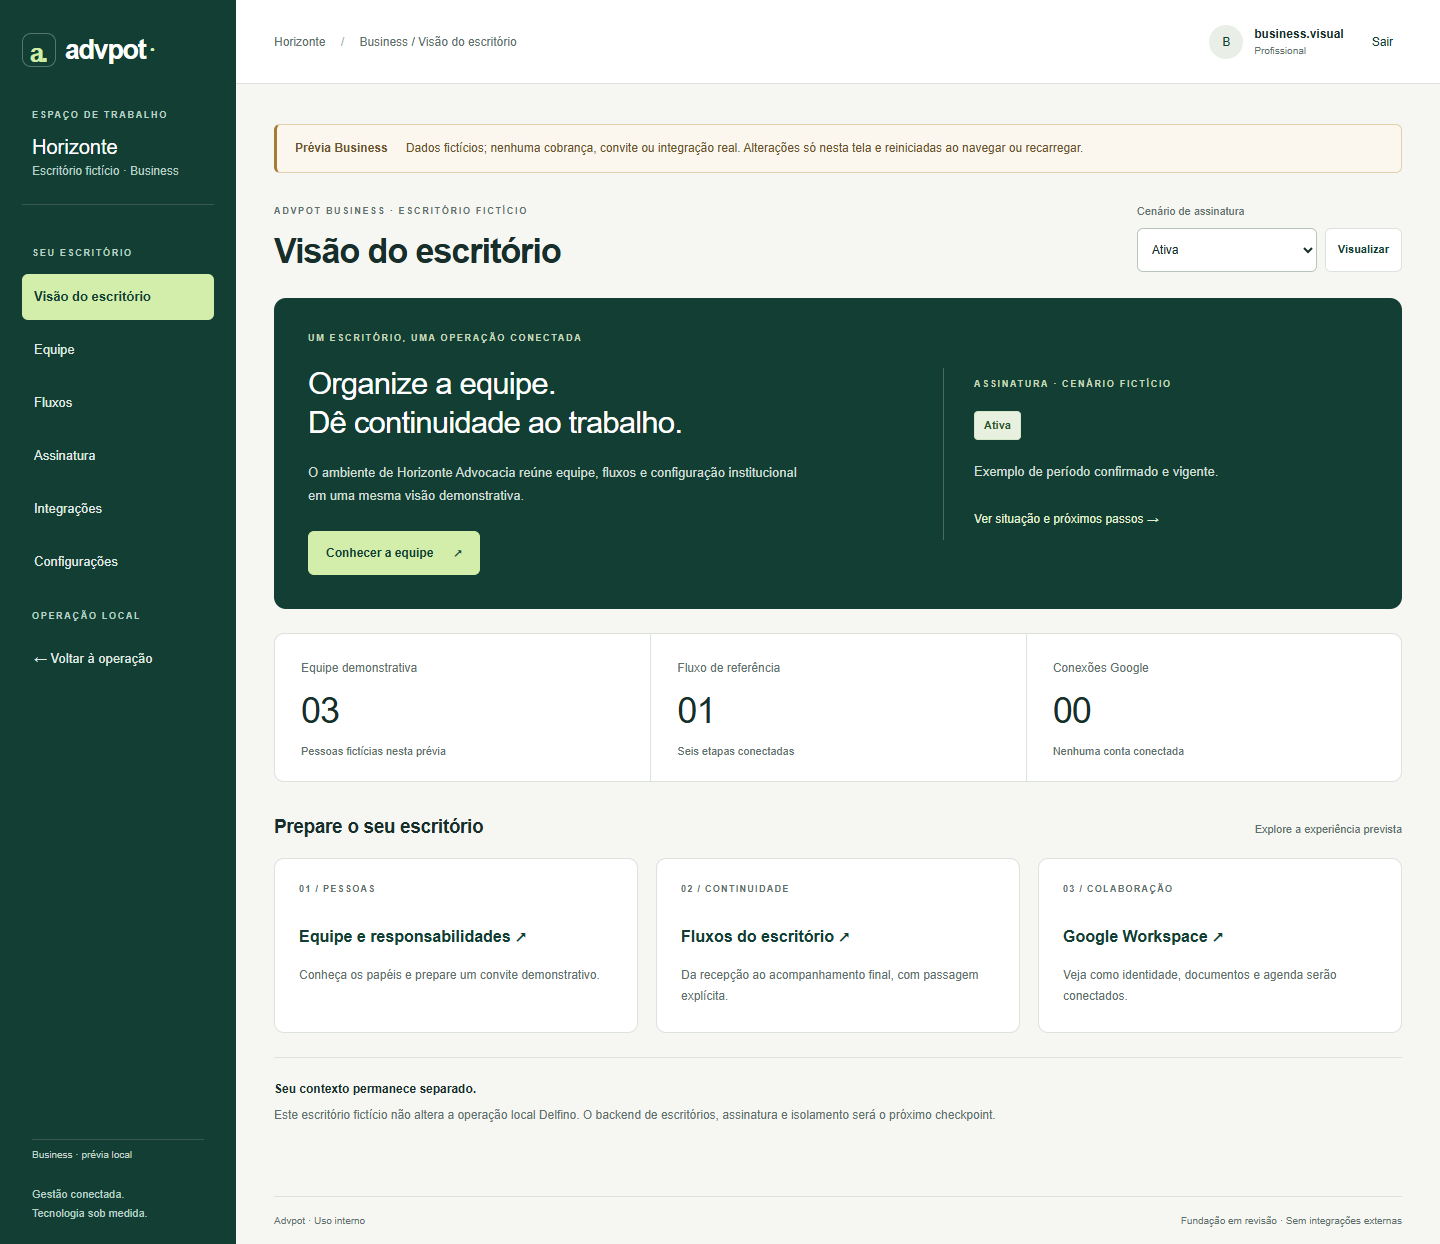 a advpot·
ESPAÇO DE TRABALHO
Horizonte
Escritório fictício · Business
SEU ESCRITÓRIO
Visão do escritório
Equipe
Fluxos
Assinatura
Integrações
Configurações
OPERAÇÃO LOCAL
← Voltar à operação
Business · prévia local
Gestão conectada.
Tecnologia sob medida.
Horizonte / Business / Visão do escritório
B
business.visual
Profissional
Sair
Prévia Business Dados fictícios; nenhuma cobrança, convite ou integração real. Alterações só nesta tela e reiniciadas ao navegar ou recarregar.
ADVPOT BUSINESS · ESCRITÓRIO FICTÍCIO
Visão do escritório
Cenário de assinatura
Ativa
Visualizar
UM ESCRITÓRIO, UMA OPERAÇÃO CONECTADA
Organize a equipe.
Dê continuidade ao trabalho.
O ambiente de Horizonte Advocacia reúne equipe, fluxos e configuração institucional
em uma mesma visão demonstrativa.
Conhecer a equipe ↗
ASSINATURA · CENÁRIO FICTÍCIO
Ativa
Exemplo de período confirmado e vigente.
Ver situação e próximos passos →
Equipe demonstrativa
03
Pessoas fictícias nesta prévia
Fluxo de referência
01
Seis etapas conectadas
Conexões Google
00
Nenhuma conta conectada
Prepare o seu escritório
Explore a experiência prevista
01 / PESSOAS
Equipe e responsabilidades ↗
Conheça os papéis e prepare um convite demonstrativo.
02 / CONTINUIDADE
Fluxos do escritório ↗
Da recepção ao acompanhamento final, com passagem
explícita.
03 / COLABORAÇÃO
Google Workspace ↗
Veja como identidade, documentos e agenda serão
conectados.
Seu contexto permanece separado.
Este escritório fictício não altera a operação local Delfino. O backend de escritórios, assinatura e isolamento será o próximo checkpoint.
Advpot · Uso interno
Fundação em revisão · Sem integrações externas